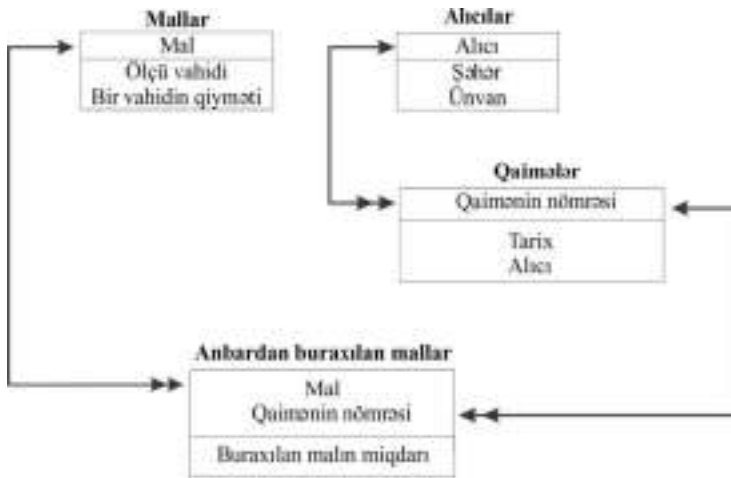 Mallar
Mal
Ölçü vahidi
Bir vahidin qiyməti
Alıcılar
Alıcı
Şəhər
Ünvan
Qaimələr
Qaimənin nömrəsi
Tarix
Alıcı
Anbardan buraxılan mallar
Mal
Qaimənin nömrəsi
Buraxılan malın miqdarı